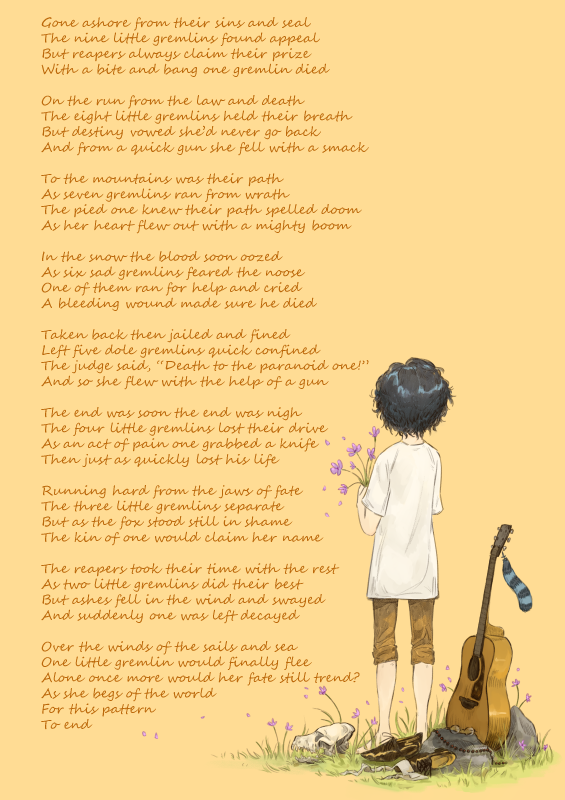 Gone ashore from their sins and seal
The nine little gremlins found appeal
But reapers always claim their prize
With a bite and bang one gremlin died
On the run from the law and death
The eight little gremlins held their breath
But destiny vowed she'd never go back
And from a quick gun she fell with a smack
To the mountains was their path
As seven gremlins ran from wrath
The pied one knew their path spelled doom
As her heart flew out with a mighty boom
In the snow the blood soon oozed
As six sad gremlins feared the noose
One of them ran for help and cried
A bleeding wound made sure he died
Taken back then jailed and fined
Left five dole gremlins quick confined
The judge said, "Death to the paranoid one!"
And so she flew with the help of a gun
The end was soon the end was nigh
The four little gremlins lost their drive
As an act of pain one grabbed a knife
Then just as quickly lost his life
Running hard from the jaws of fate
The three little gremlins separate
But as the fox stood still in shame
The kin of one would claim her name
The reapers took their time with the rest
As two little gremlins did their best
But ashes fell in the wind and swayed
And suddenly one was left decayed
Over the winds of the sails and sea
One little gremlin would finally flee
Alone once more would her fate still trend?
As she begs of the world
For this pattern
To end